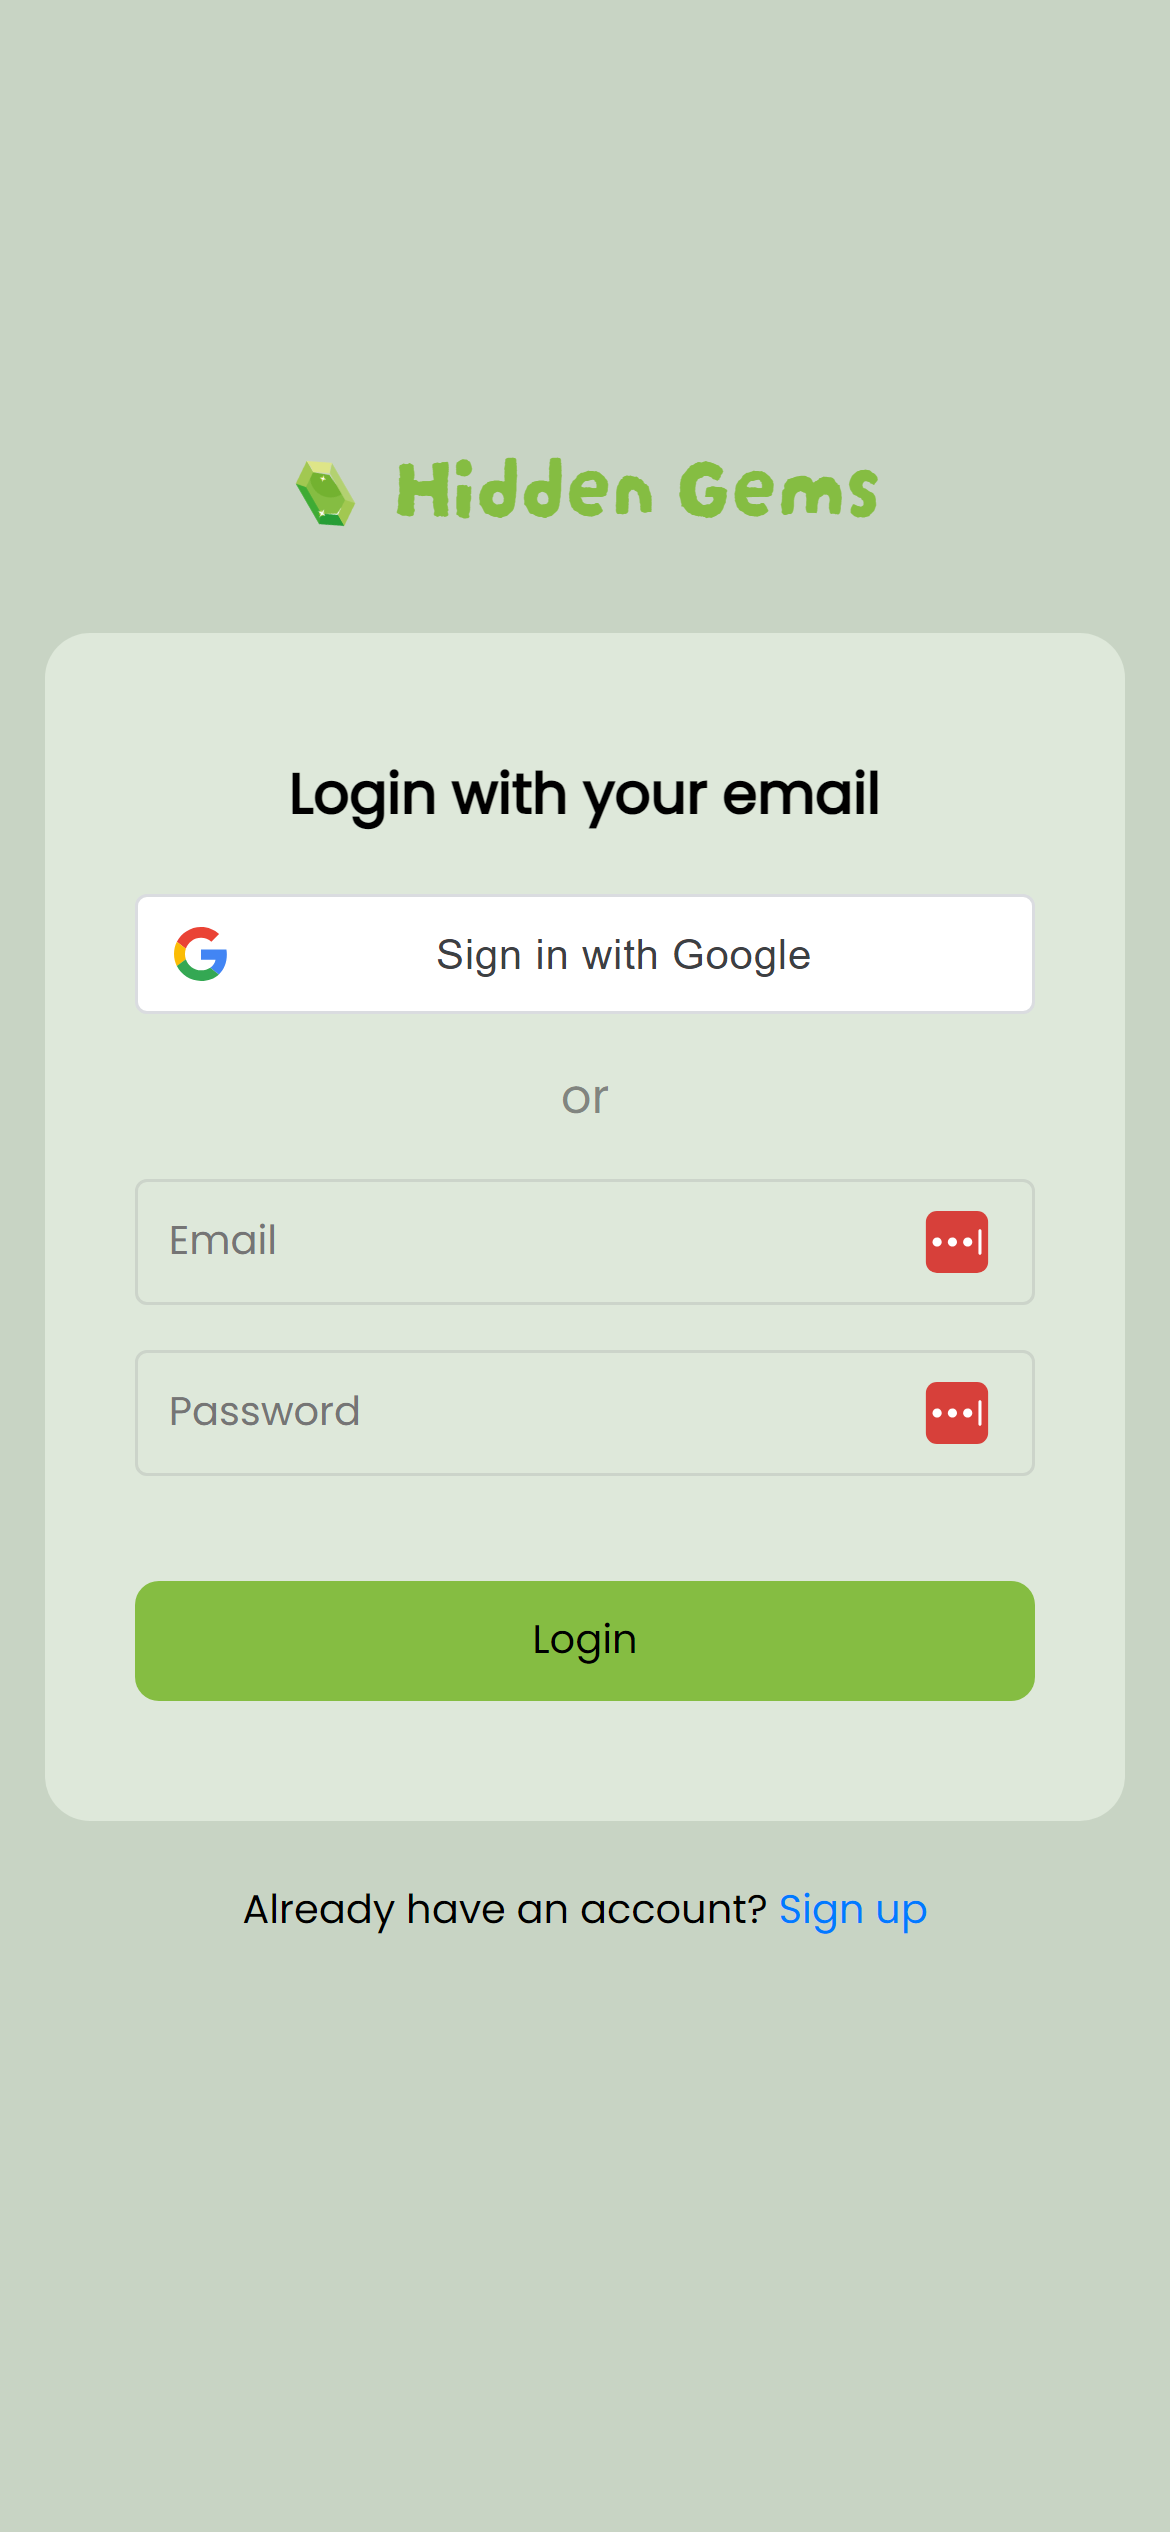 Hidden Gems
Login with your email
Sign in with Google
or
Email
Password
Login
Already have an account? Sign up